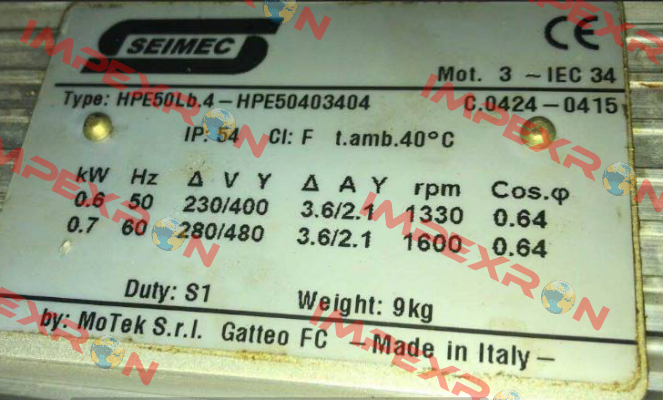 SEIMEC
CE
Mot. 3 ~ IEC 34
Type: HPE50Lb.4-HPE50403404 C.0424-0415
IP: 54 Cl: F t.amb.40°C
kW Hz Δ V Y Δ A Y rpm Cos.φ
0.6 50 230/400 3.6/2.1 1330 0.64
0.7 60 280/480 3.6/2.1 1600 0.64
Duty: S1 Weight: 9kg
by: MoTek S.r.l. Gatteo FC -Made in Italy-
IMPEXRON